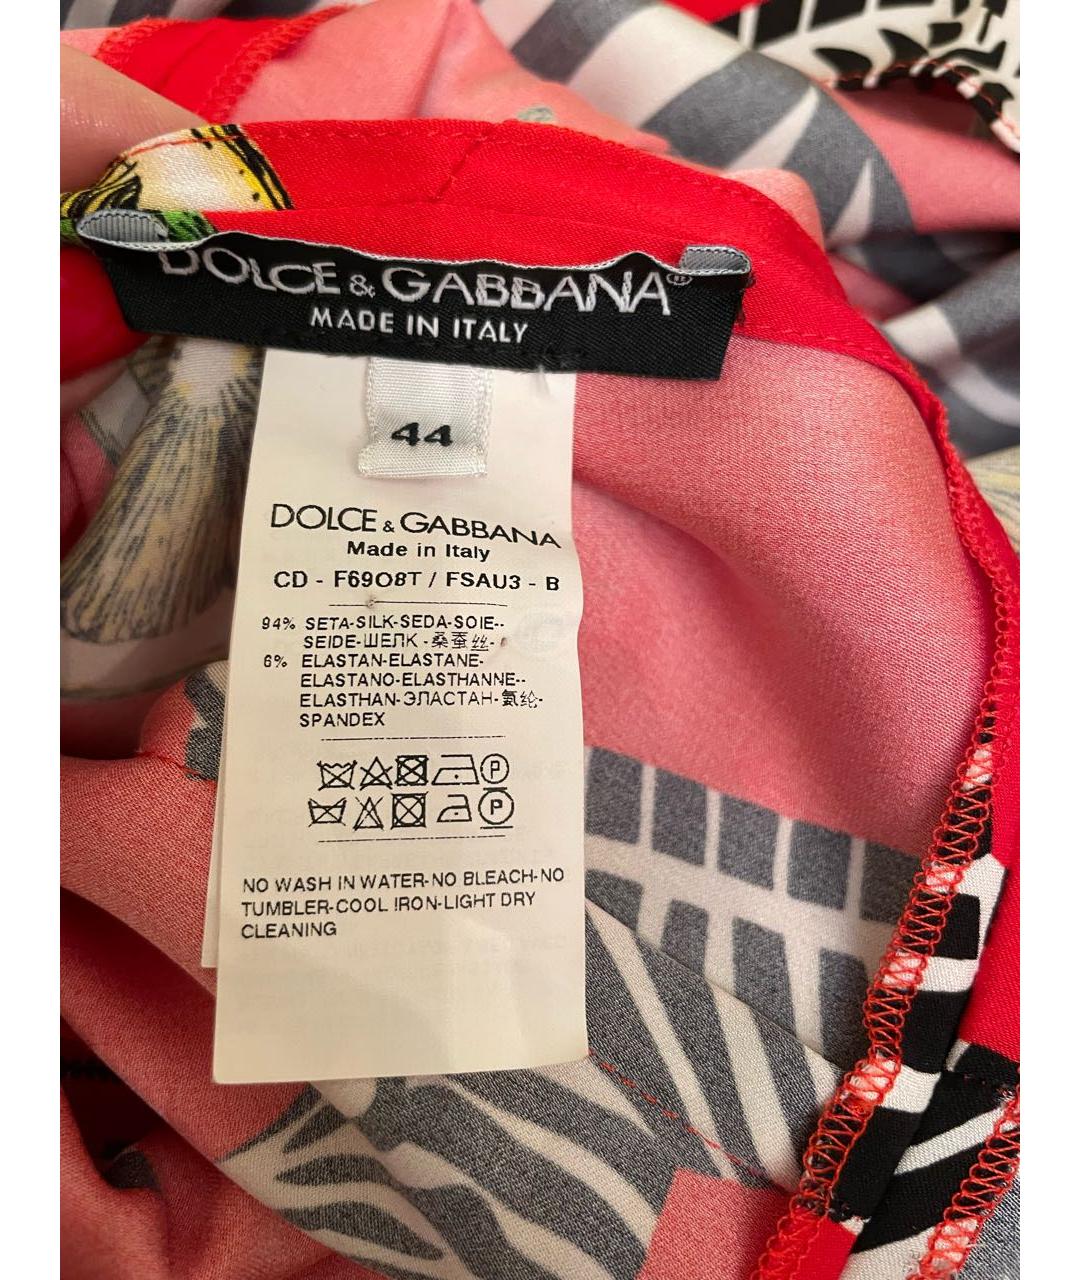 DOLCE & GABBANA®
MADE IN ITALY
44
DOLCE & GABBANA
Made in Italy
CD - F69O8T / FSAU3 - B
94% SETA-SILK-SEDA-SOIE--
SEIDE-ШЕЛК-桑蚕丝-
6% ELASTAN-ELASTANE-
ELASTANO-ELASTHANNE--
ELASTHAN-ЭЛАСТАН-氨纶-
SPANDEX
P
P
NO WASH IN WATER-NO BLEACH-NO
TUMBLER-COOL IRON-LIGHT DRY
CLEANING